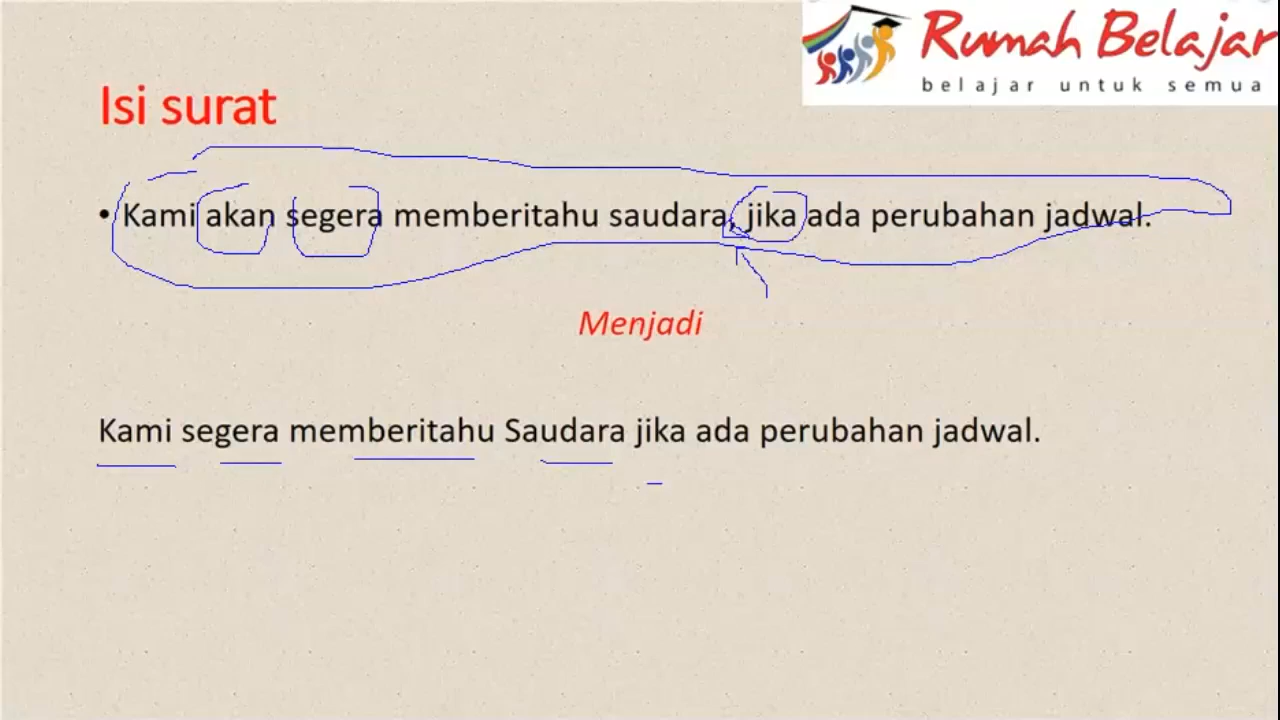 Rumah Belajar
belajar untuk semua
Isi surat
• Kami akan segera memberitahu saudara, jika ada perubahan jadwal.
Menjadi
Kami segera memberitahu Saudara jika ada perubahan jadwal.